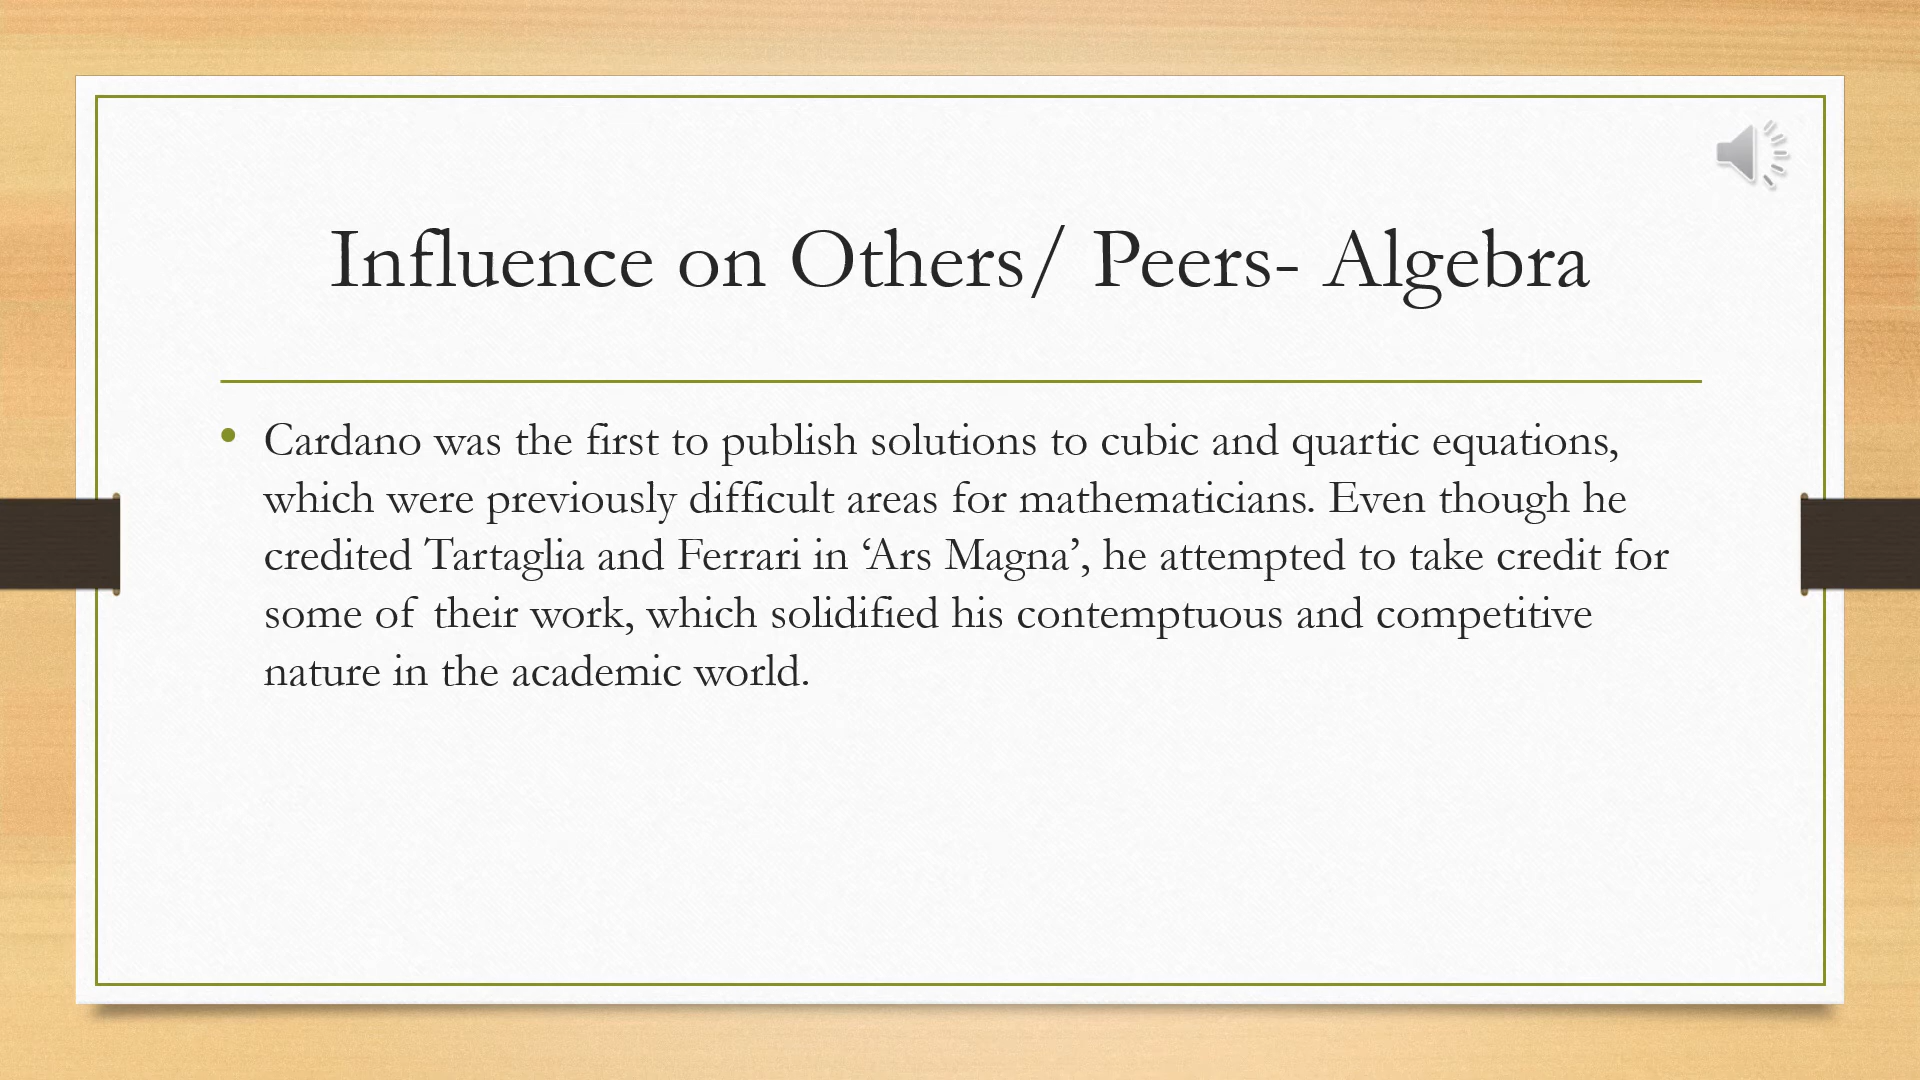 Influence on Others/ Peers- Algebra
• Cardano was the first to publish solutions to cubic and quartic equations,
which were previously difficult areas for mathematicians. Even though he
credited Tartaglia and Ferrari in ‘Ars Magna’, he attempted to take credit for
some of their work, which solidified his contemptuous and competitive
nature in the academic world.